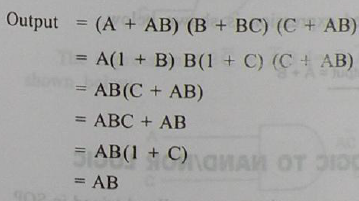 Output = (A + AB) (B + BC) (C + AB)
= A(1 + B) B(1 + C) (C + AB)
= AB(C + AB)
= ABC + AB
= AB(1 + C)
= AB